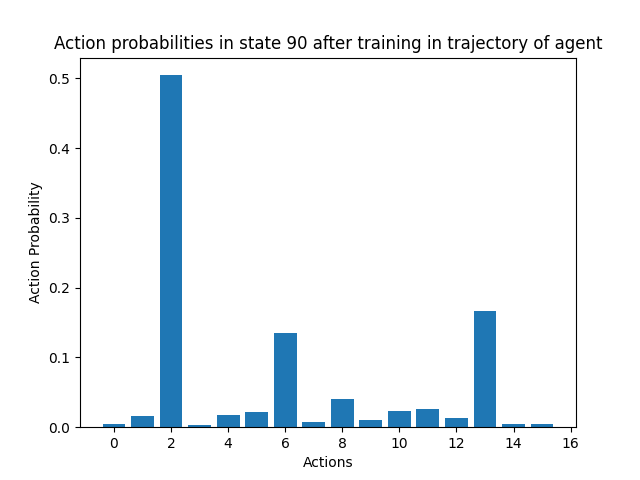 Action probabilities in state 90 after training in trajectory of agent
0.5
0.4
0.3
0.2
0.1
0.0
Action Probability
0 2 4 6 8 10 12 14 16
Actions